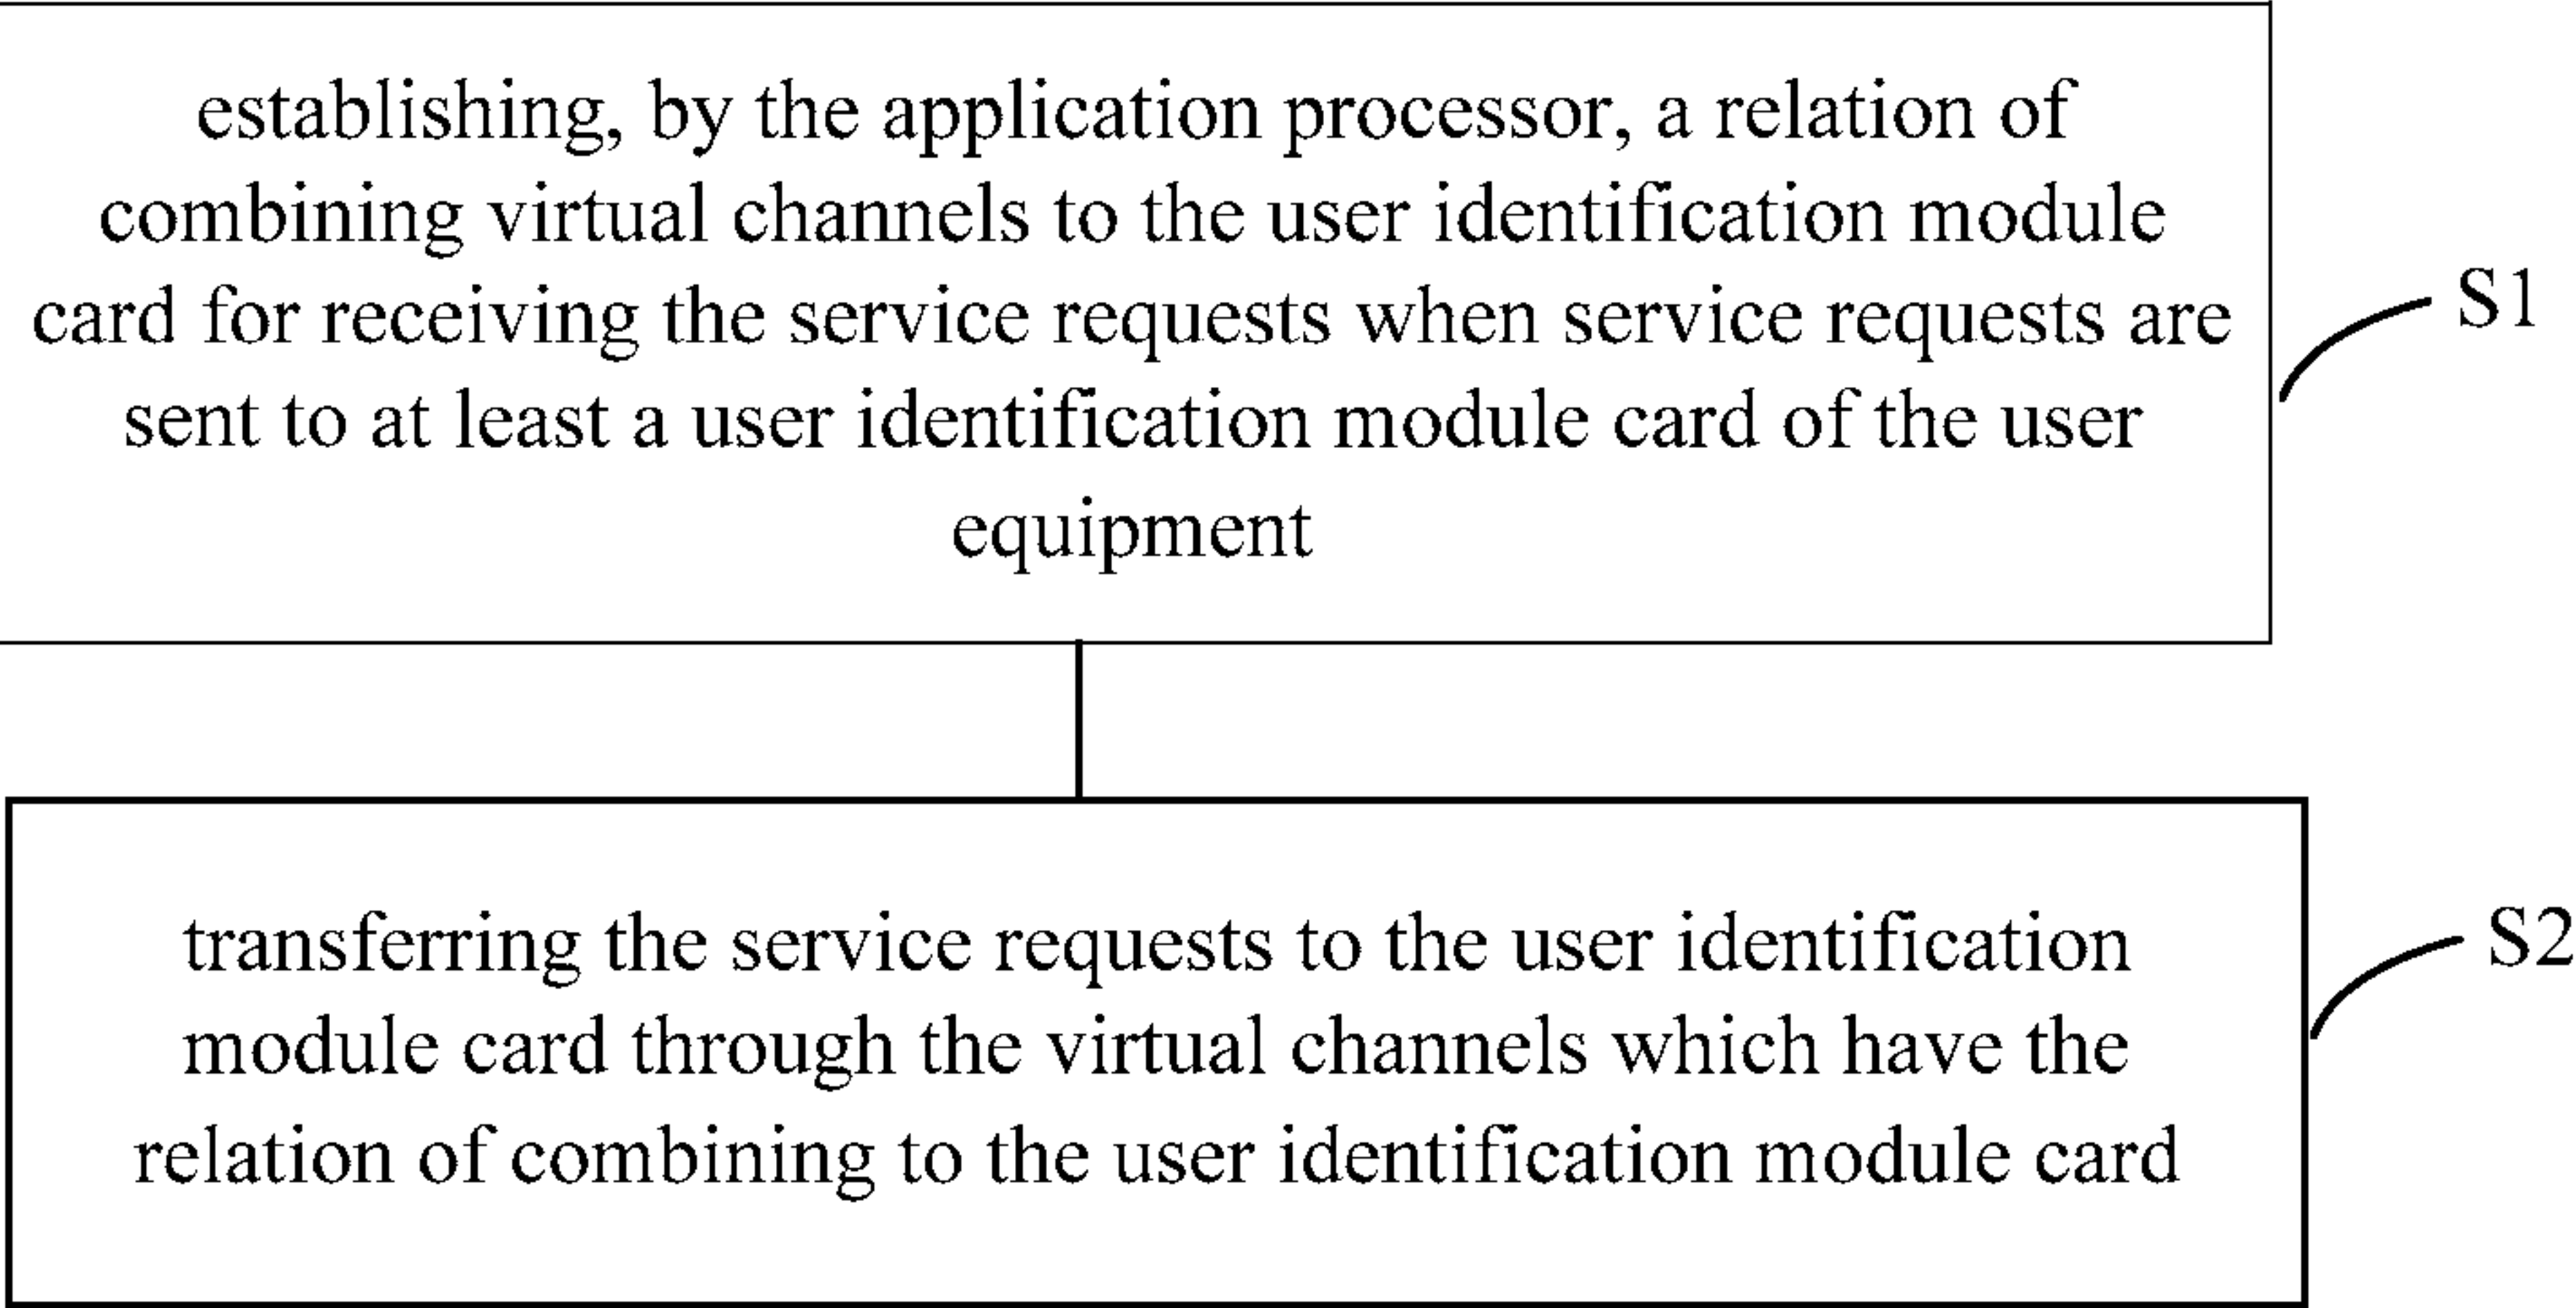 establishing, by the application processor, a relation of
combining virtual channels to the user identification module
card for receiving the service requests when service requests are
sent to at least a user identification module card of the user
equipment
S1
transferring the service requests to the user identification
module card through the virtual channels which have the
relation of combining to the user identification module card
S2